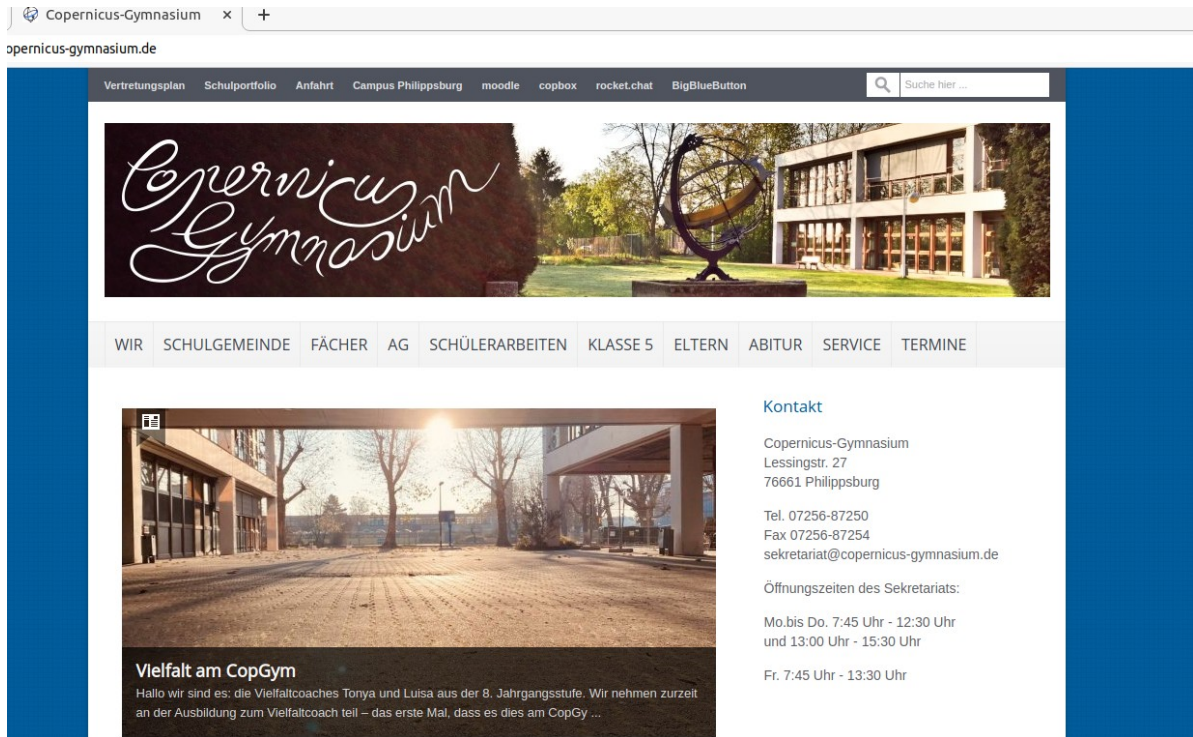 Copernicus-Gymnasium × +
opernicus-gymnasium.de
Vertretungsplan Schulportfolio Anfahrt Campus Philippsburg moodle copbox rocket.chat BigBlueButton Suche hier ...
Copernicus
Gymnasium
WIR SCHULGEMEINDE FÄCHER AG SCHÜLERARBEITEN KLASSE 5 ELTERN ABITUR SERVICE TERMINE
Vielfalt am CopGym
Hallo wir sind es: die Vielfaltcoaches Tonya und Luisa aus der 8. Jahrgangsstufe. Wir nehmen zurzeit
an der Ausbildung zum Vielfaltcoach teil – das erste Mal, dass es dies am CopGy ...
Kontakt
Copernicus-Gymnasium
Lessingstr. 27
76661 Philippsburg
Tel. 07256-87250
Fax 07256-87254
sekretariat@copernicus-gymnasium.de
Öffnungszeiten des Sekretariats:
Mo.bis Do. 7:45 Uhr - 12:30 Uhr
und 13:00 Uhr - 15:30 Uhr
Fr. 7:45 Uhr - 13:30 Uhr